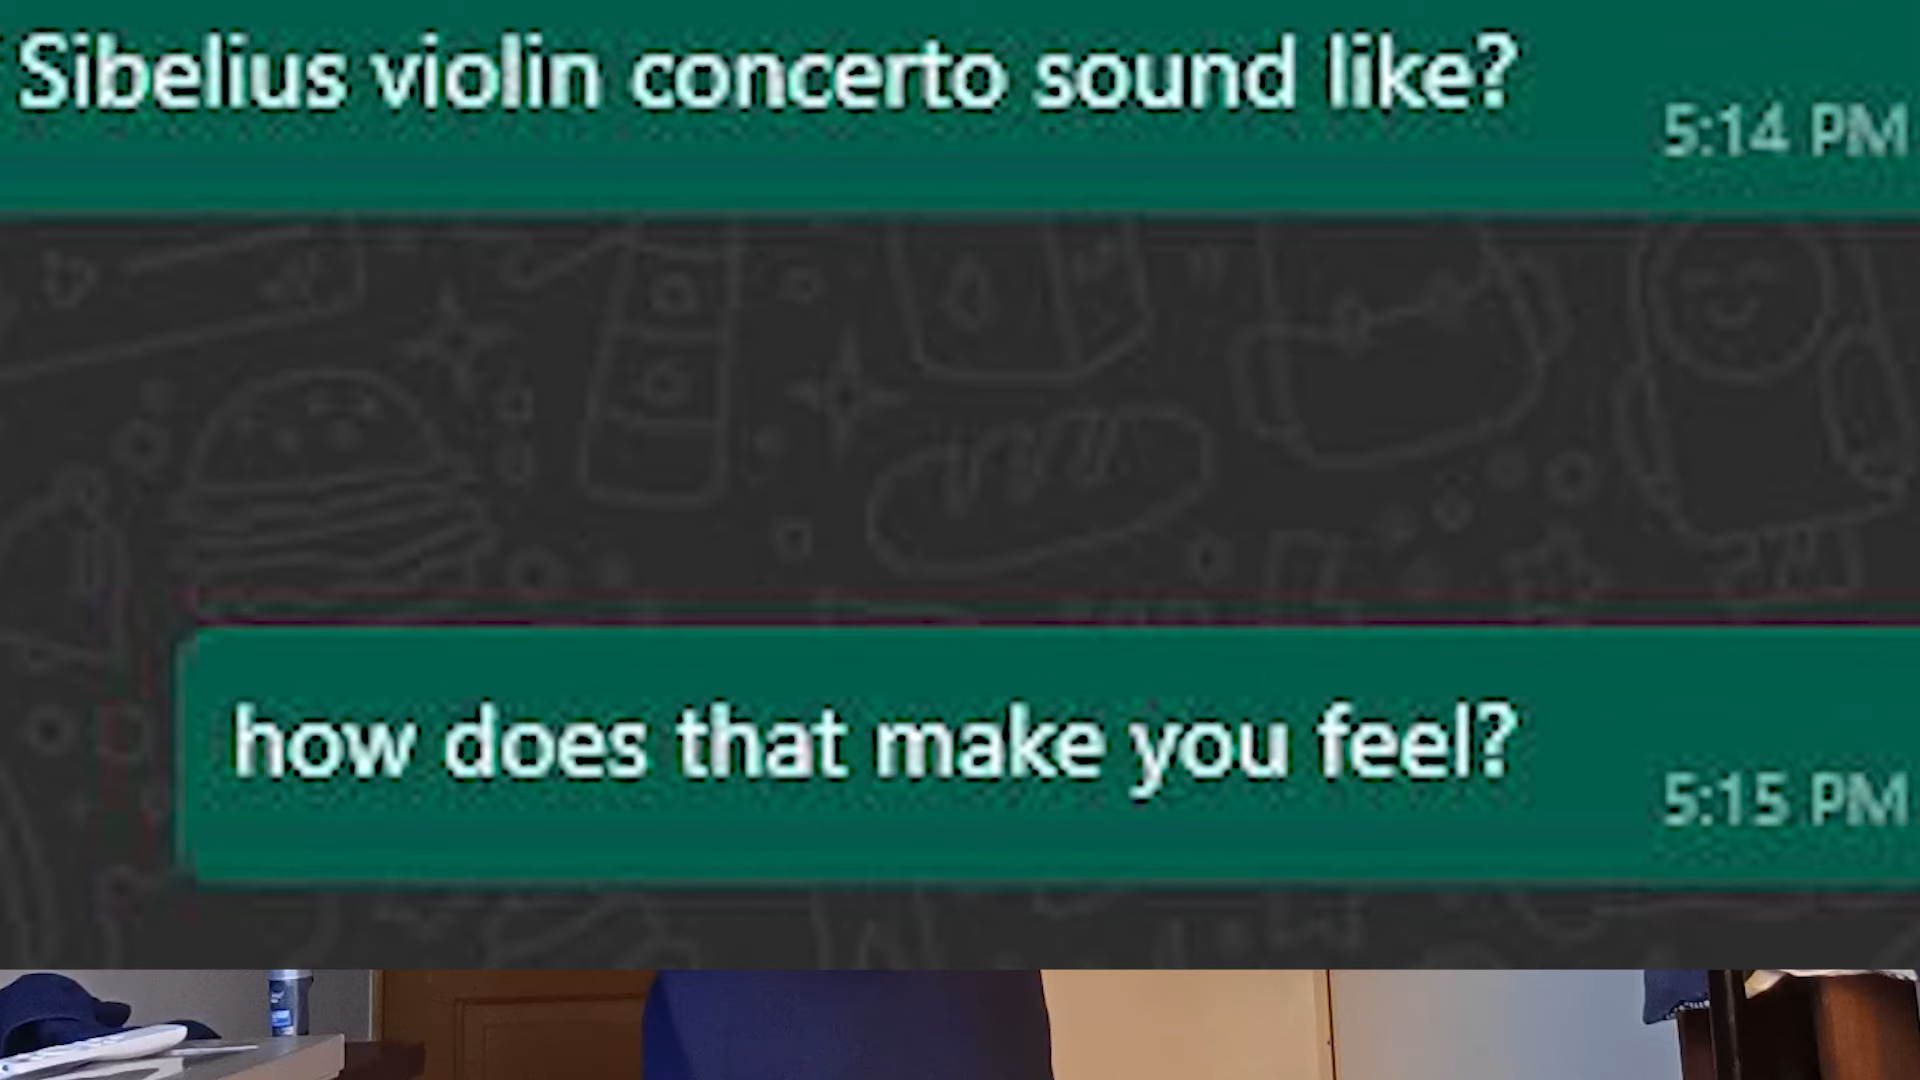 Sibelius violin concerto sound like?
5:14 PM
how does that make you feel?
5:15 PM